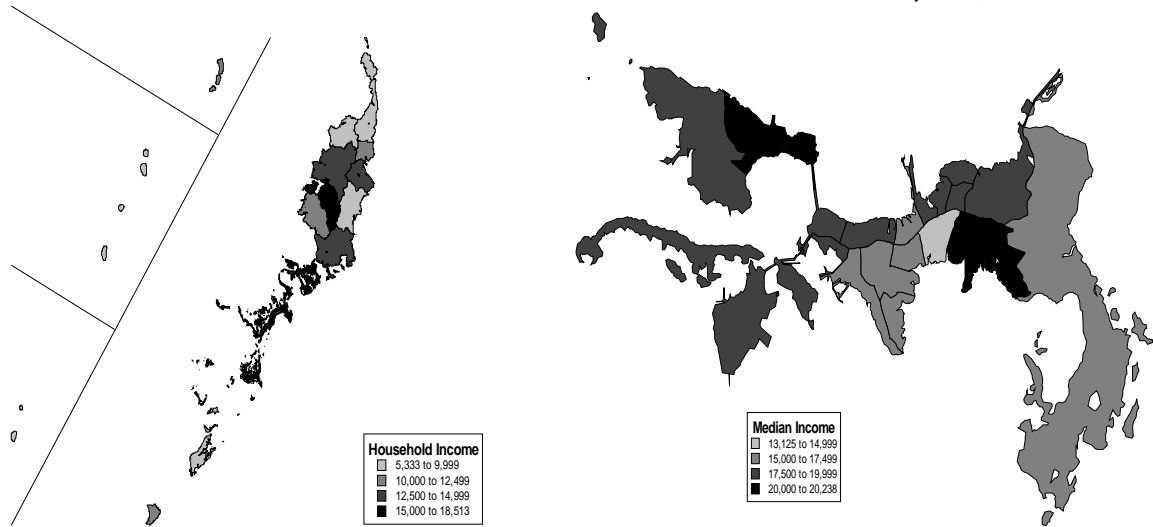 Household Income
5,333 to 9,999
10,000 to 12,499
12,500 to 14,999
15,000 to 18,513
Median Income
13,125 to 14,999
15,000 to 17,499
17,500 to 19,999
20,000 to 20,238